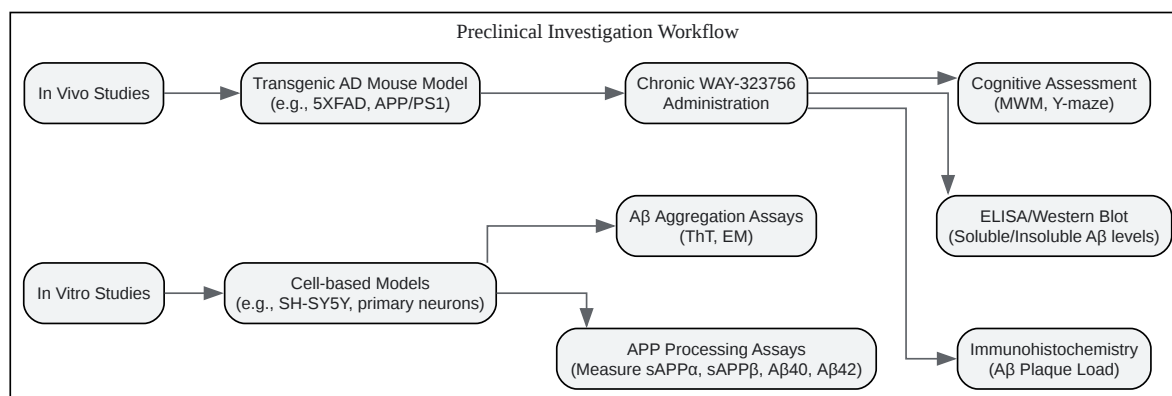 Preclinical Investigation Workflow
In Vivo Studies
Transgenic AD Mouse Model
(e.g., 5XFAD, APP/PS1)
Chronic WAY-323756
Administration
Cognitive Assessment
(MWM, Y-maze)
Aβ Aggregation Assays
(ThT, EM)
ELISA/Western Blot
(Soluble/Insoluble Aβ levels)
In Vitro Studies
Cell-based Models
(e.g., SH-SY5Y, primary neurons)
APP Processing Assays
(Measure sAPPα, sAPPβ, Aβ40, Aβ42)
Immunohistochemistry
(Aβ Plaque Load)